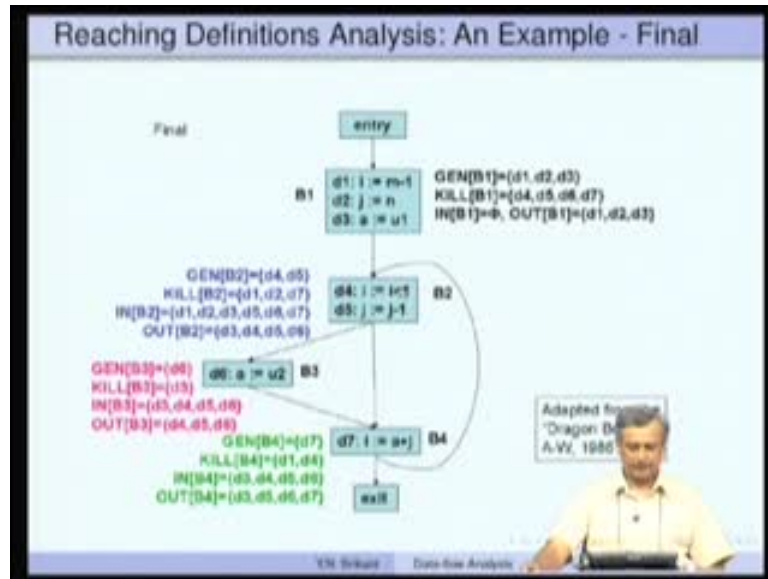 Reaching Definitions Analysis: An Example - Final
Final
entry
B1
d1: i := m-1
d2: j := n
d3: a := u1
GEN[B1]={d1,d2,d3}
KILL[B1]={d4,d5,d6,d7}
IN[B1]=Φ, OUT[B1]={d1,d2,d3}
GEN[B2]={d4,d5}
KILL[B2]={d1,d2,d7}
IN[B2]={d1,d2,d3,d5,d6,d7}
OUT[B2]={d3,d4,d5,d6}
d4: i := i+1
d5: j := j-1
B2
GEN[B3]={d6}
KILL[B3]={d3}
IN[B3]={d3,d4,d5,d6}
OUT[B3]={d4,d5,d6}
d6: a := u2
B3
GEN[B4]={d7}
KILL[B4]={d1,d4}
IN[B4]={d3,d4,d5,d6}
OUT[B4]={d3,d5,d6,d7}
d7: i := a+j
B4
exit
Adapted from
"Dragon
A-W, 1986
Y.N. Srikant
Data-flow Analysis